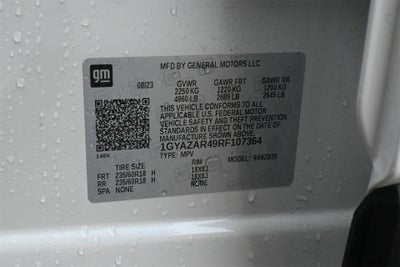 MFD BY GENERAL MOTORS LLC
gm
08/23 GVWR GAWR FRT GAWR RR
2250 KG 1220 KG 1200 KG
4960 LB 2689 LB 2645 LB
THIS VEHICLE CONFORMS TO ALL
APPLICABLE U.S. FEDERAL MOTOR
VEHICLE SAFETY AND THEFT PREVENTION
STANDARDS IN EFFECT ON THE DATE OF
MANUFACTURE SHOWN ABOVE.
1GYAZAR49RF107364
TYPE: MPV MODEL:
TIRE SIZE RIM
FRT 235/60R18 H 18X8J
RR 235/60R18 H 18X8J
SPA NONE NONE